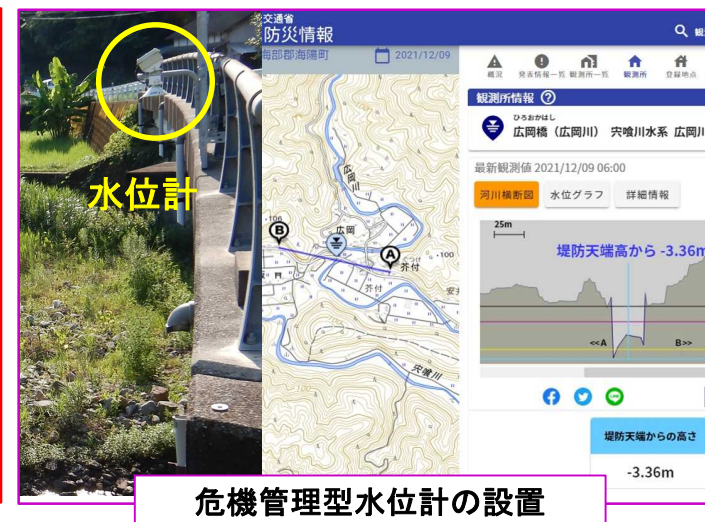 水位計
交通省
防災情報
海部郡海陽町
2021/12/09
106
B
広岡川
広岡
A
芥付
100
芥付
宍喰川
概況
発表情報一覧
観測所一覧
観測所
登録地点
観測所情報
ひろおかはし
広岡橋（広岡川） 宍喰川水系 広岡川
最新観測値 2021/12/09 06:00
河川横断図
水位グラフ
詳細情報
25m
堤防天端高から -3.36m
<<A
B>>
堤防天端からの高さ
-3.36m
危機管理型水位計の設置